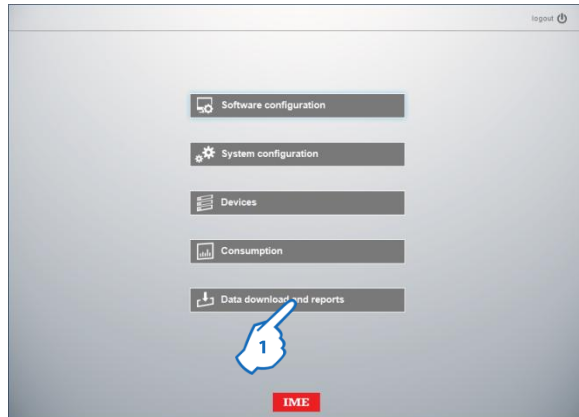 logout
Software configuration
System configuration
Devices
Consumption
Data download and reports
1
IME